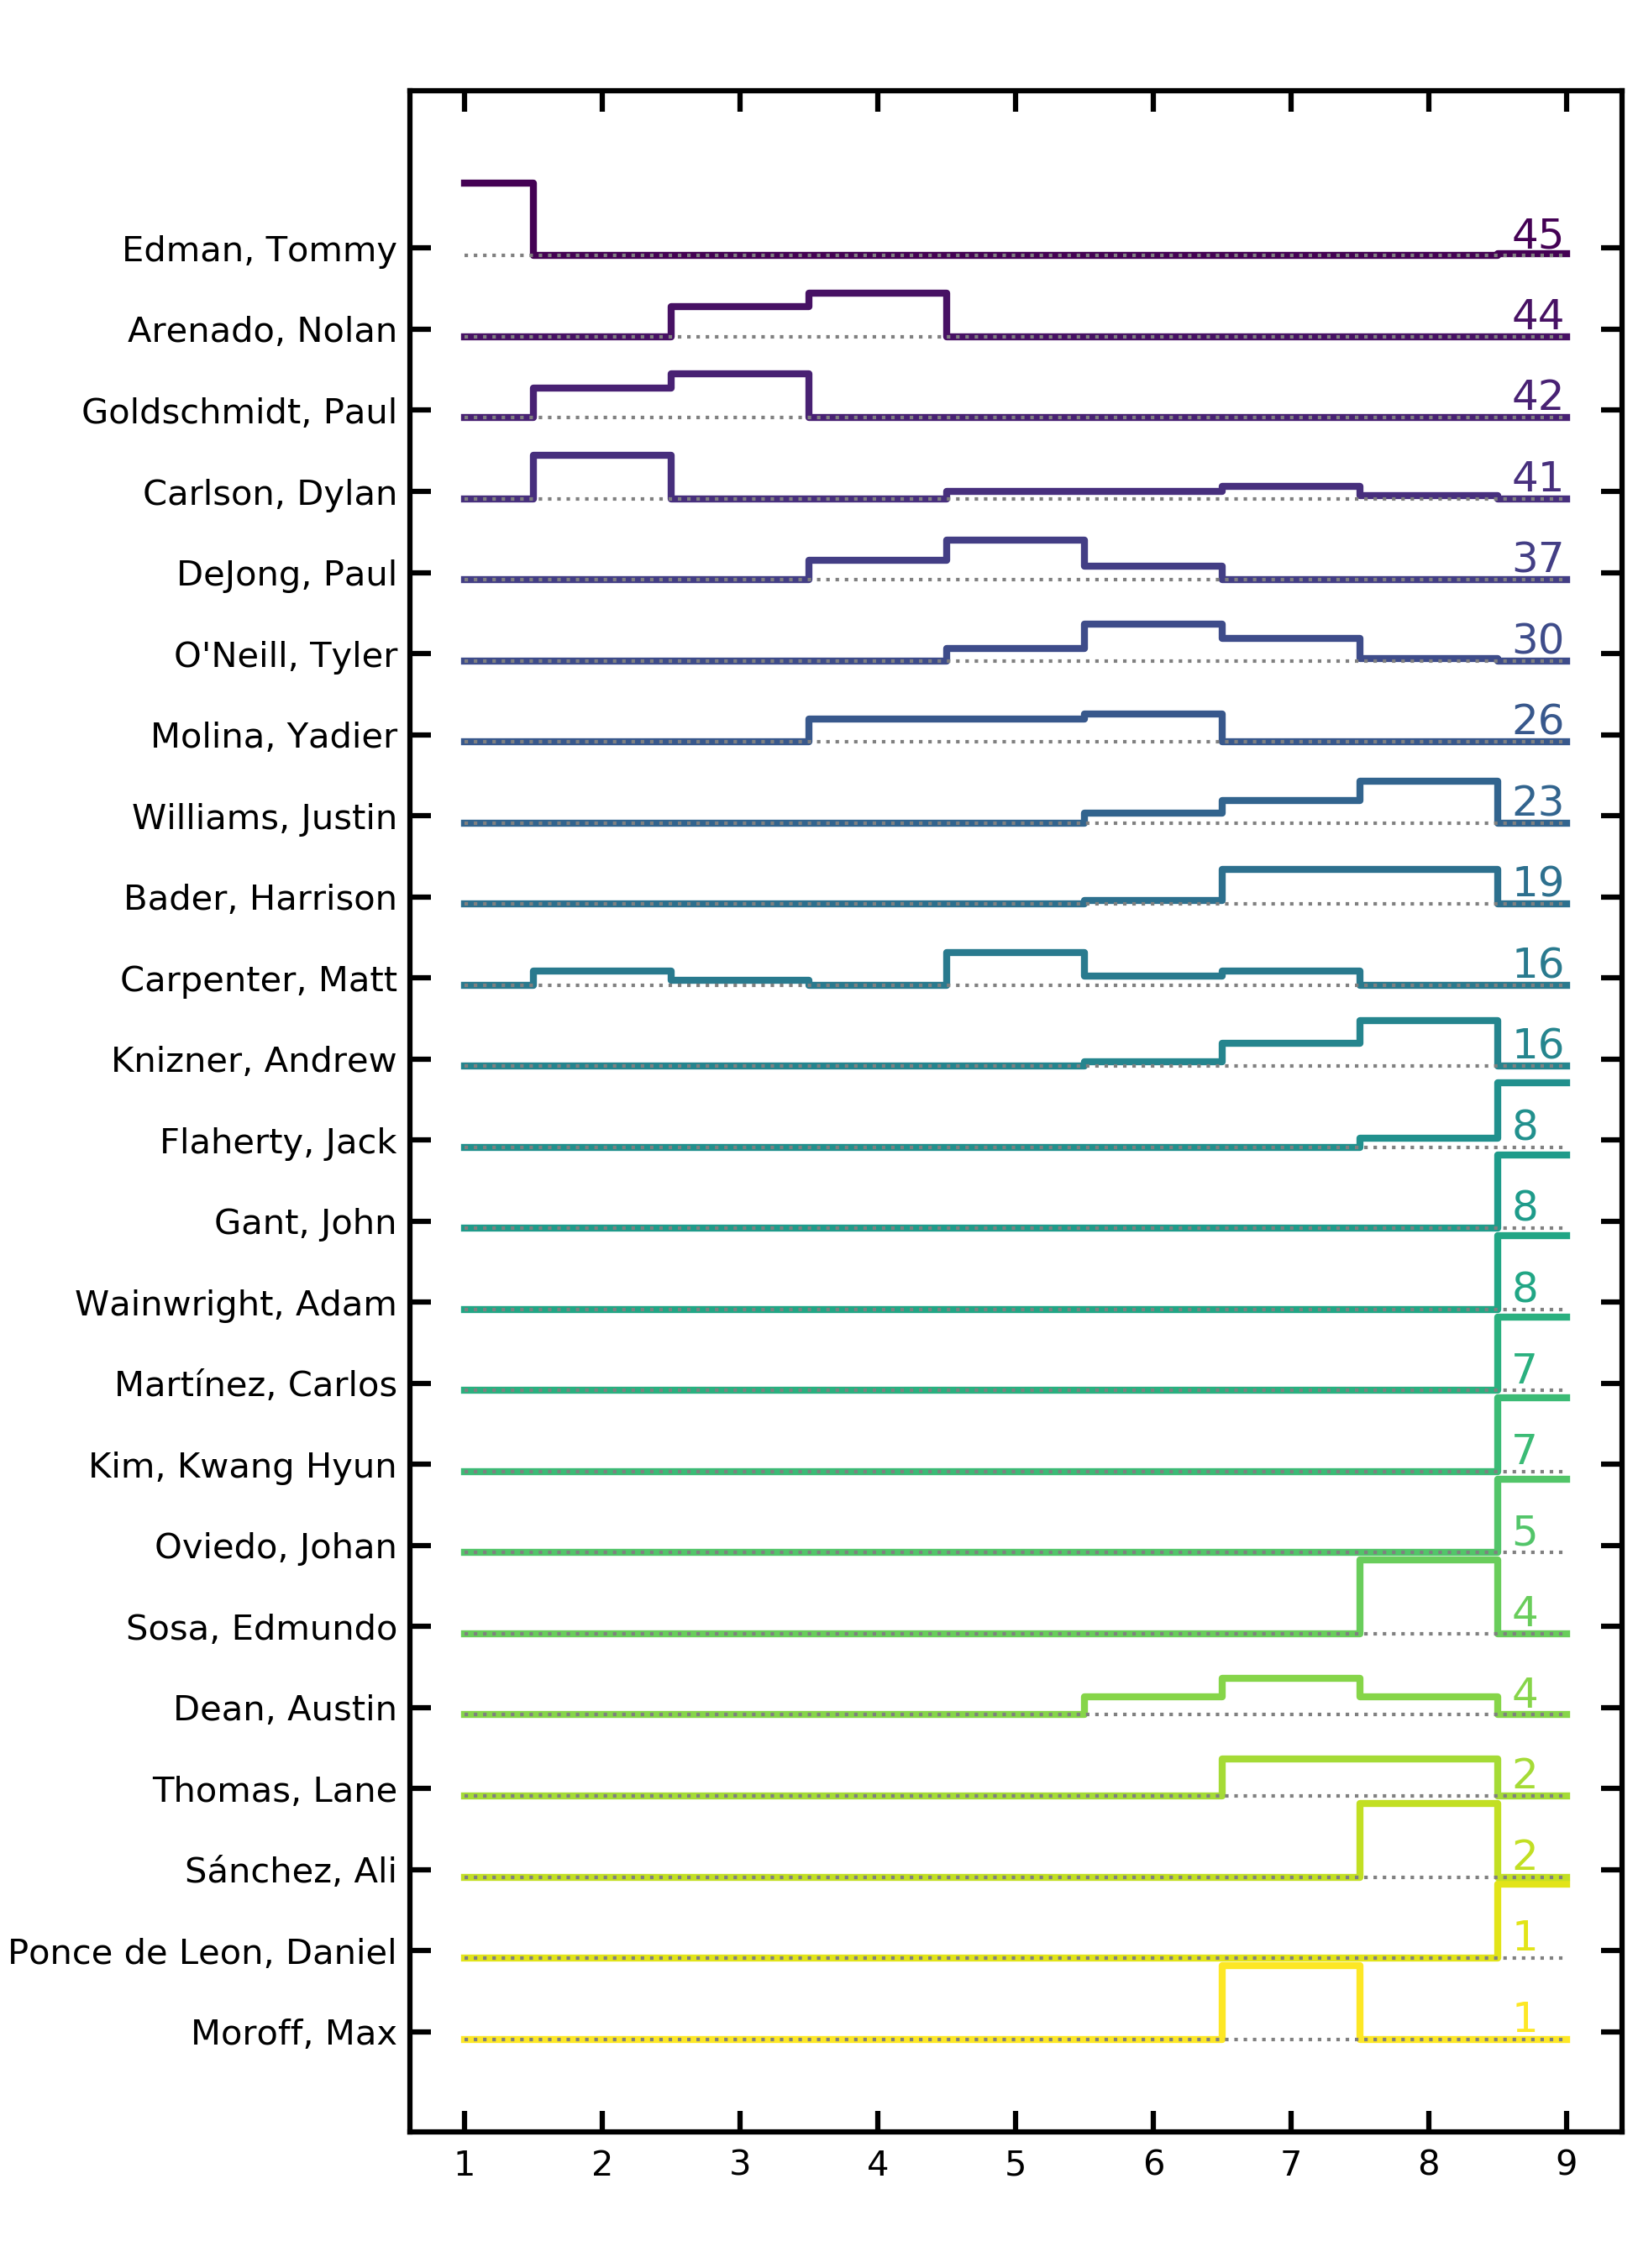 Edman, Tommy 45
Arenado, Nolan 44
Goldschmidt, Paul 42
Carlson, Dylan 41
DeJong, Paul 37
O'Neill, Tyler 30
Molina, Yadier 26
Williams, Justin 23
Bader, Harrison 19
Carpenter, Matt 16
Knizner, Andrew 16
Flaherty, Jack 8
Gant, John 8
Wainwright, Adam 8
Martínez, Carlos 7
Kim, Kwang Hyun 7
Oviedo, Johan 5
Sosa, Edmundo 4
Dean, Austin 4
Thomas, Lane 2
Sánchez, Ali 2
Ponce de Leon, Daniel 1
Moroff, Max 1
1 2 3 4 5 6 7 8 9